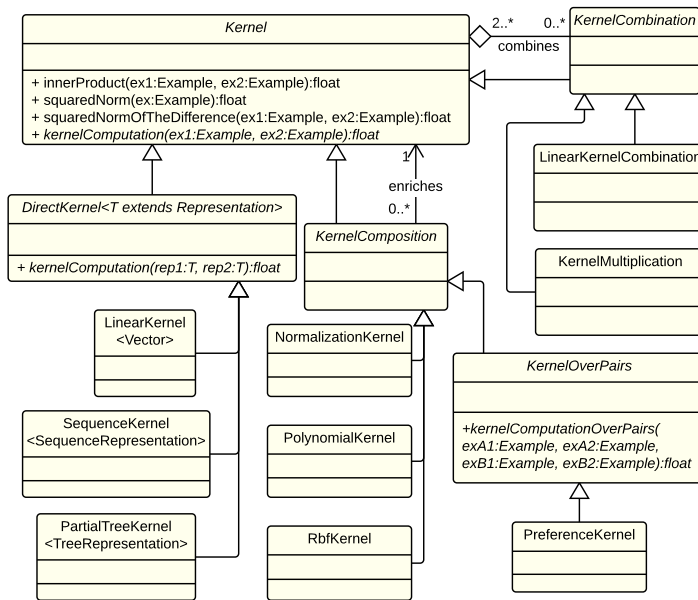 Kernel
+ innerProduct(ex1:Example, ex2:Example):float
+ squaredNorm(ex:Example):float
+ squaredNormOfTheDifference(ex1:Example, ex2:Example):float
+ kernelComputation(ex1:Example, ex2:Example):float
2..*
0..*
combines
KernelCombination
LinearKernelCombination
KernelMultiplication
1
enriches
0..*
DirectKernel<T extends Representation>
+ kernelComputation(rep1:T, rep2:T):float
KernelComposition
LinearKernel
<Vector>
SequenceKernel
<SequenceRepresentation>
PartialTreeKernel
<TreeRepresentation>
NormalizationKernel
PolynomialKernel
RbfKernel
KernelOverPairs
+kernelComputationOverPairs(
exA1:Example, exA2:Example,
exB1:Example, exB2:Example):float
PreferenceKernel